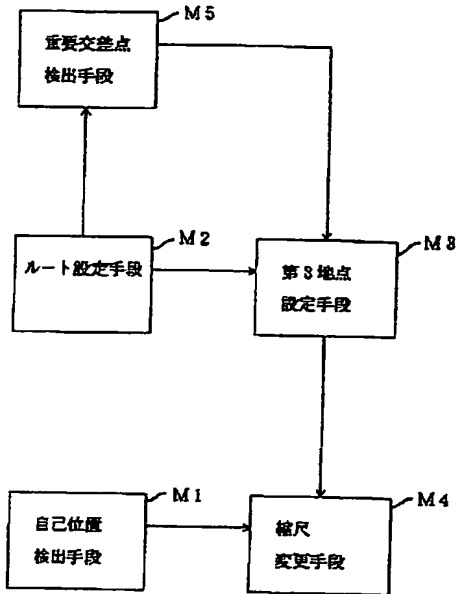 M5
重要交差点
検出手段
M2
ルート設定手段
M3
第3地点
設定手段
M1
自己位置
検出手段
M4
縮尺
変更手段